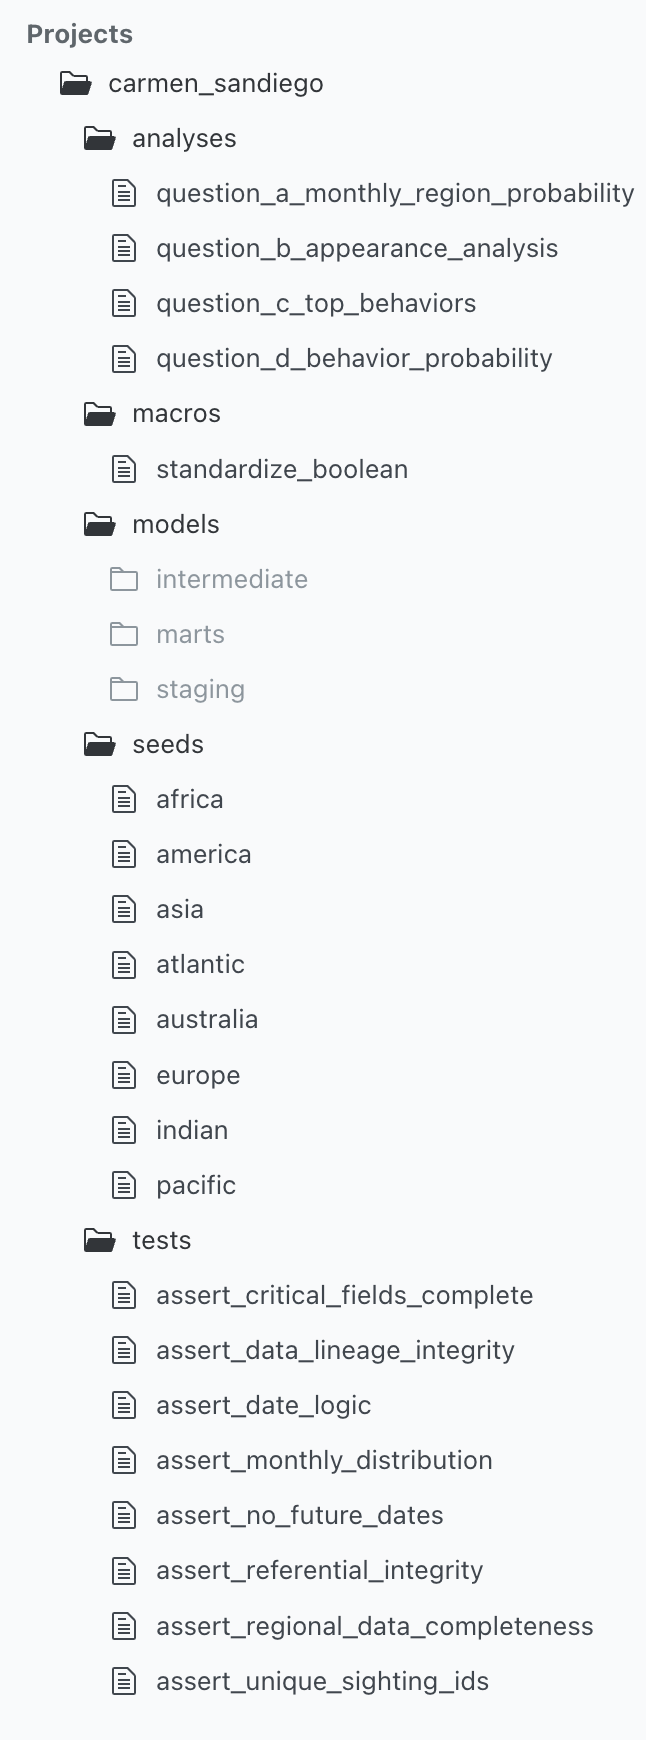 Projects
carmen_sandiego
analyses
question_a_monthly_region_probability
question_b_appearance_analysis
question_c_top_behaviors
question_d_behavior_probability
macros
standardize_boolean
models
intermediate
marts
staging
seeds
africa
america
asia
atlantic
australia
europe
indian
pacific
tests
assert_critical_fields_complete
assert_data_lineage_integrity
assert_date_logic
assert_monthly_distribution
assert_no_future_dates
assert_referential_integrity
assert_regional_data_completeness
assert_unique_sighting_ids